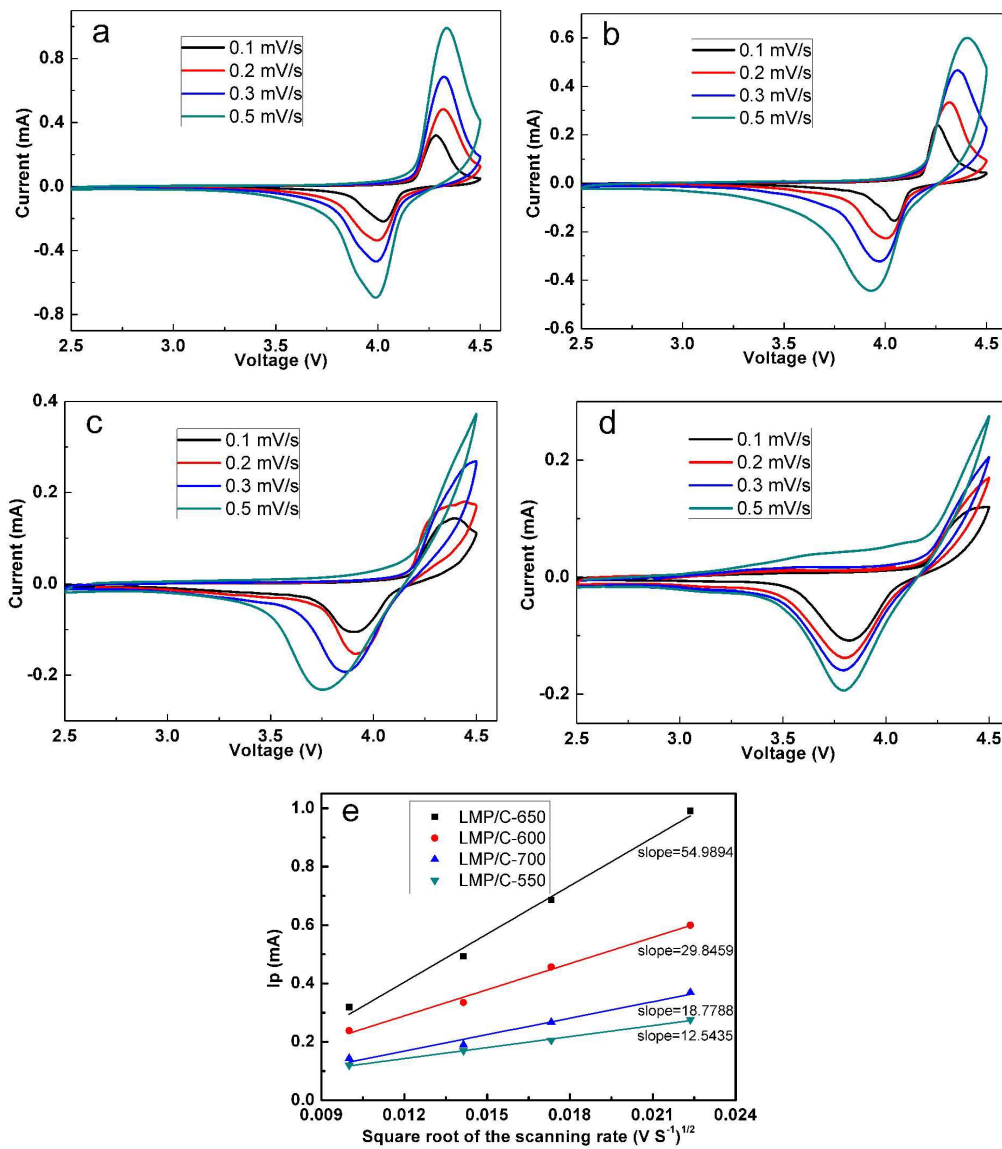 a
0.1 mV/s
0.2 mV/s
0.3 mV/s
0.5 mV/s
0.8
0.4
0.0
-0.4
-0.8
Current (mA)
2.5 3.0 3.5 4.0 4.5
Voltage (V)
b
0.1 mV/s
0.2 mV/s
0.3 mV/s
0.5 mV/s
0.6
0.4
0.2
0.0
-0.2
-0.4
-0.6
Current (mA)
2.5 3.0 3.5 4.0 4.5
Voltage (V)
c
0.1 mV/s
0.2 mV/s
0.3 mV/s
0.5 mV/s
0.4
0.2
0.0
-0.2
Current (mA)
2.5 3.0 3.5 4.0 4.5
Voltage (V)
d
0.1 mV/s
0.2 mV/s
0.3 mV/s
0.5 mV/s
0.2
0.0
-0.2
Current (mA)
2.5 3.0 3.5 4.0 4.5
Voltage (V)
e
LMP/C-650
LMP/C-600
LMP/C-700
LMP/C-550
slope=54.9894
slope=29.8459
slope=18.7788
slope=12.5435
1.0
0.8
0.6
0.4
0.2
0.0
Ip (mA)
0.009 0.012 0.015 0.018 0.021 0.024
Square root of the scanning rate (V S⁻¹)¹/²